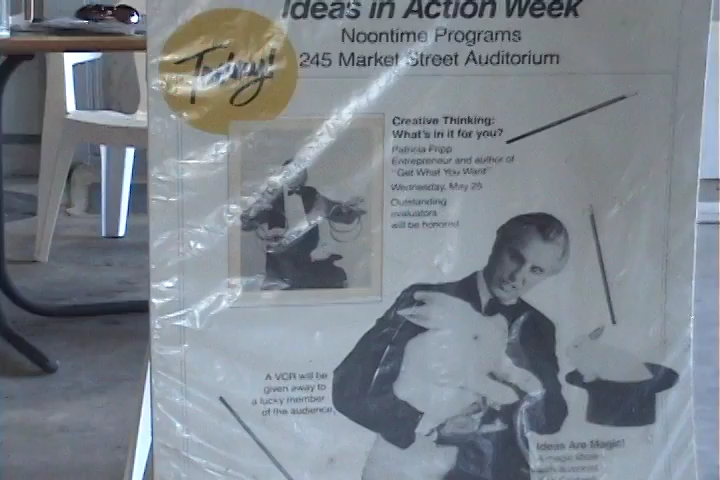 Ideas in Action Week
Noontime Programs
245 Market Street Auditorium
Today!
Creative Thinking:
What's in it for you?
Patricia Fripp
Entrepreneur and author of
"Get What You Want"
Wednesday, May 28
Outstanding
evaluators
will be honored
A VCR will be
given away to
a lucky member
of the audience
Ideas Are Magic!
A magic show